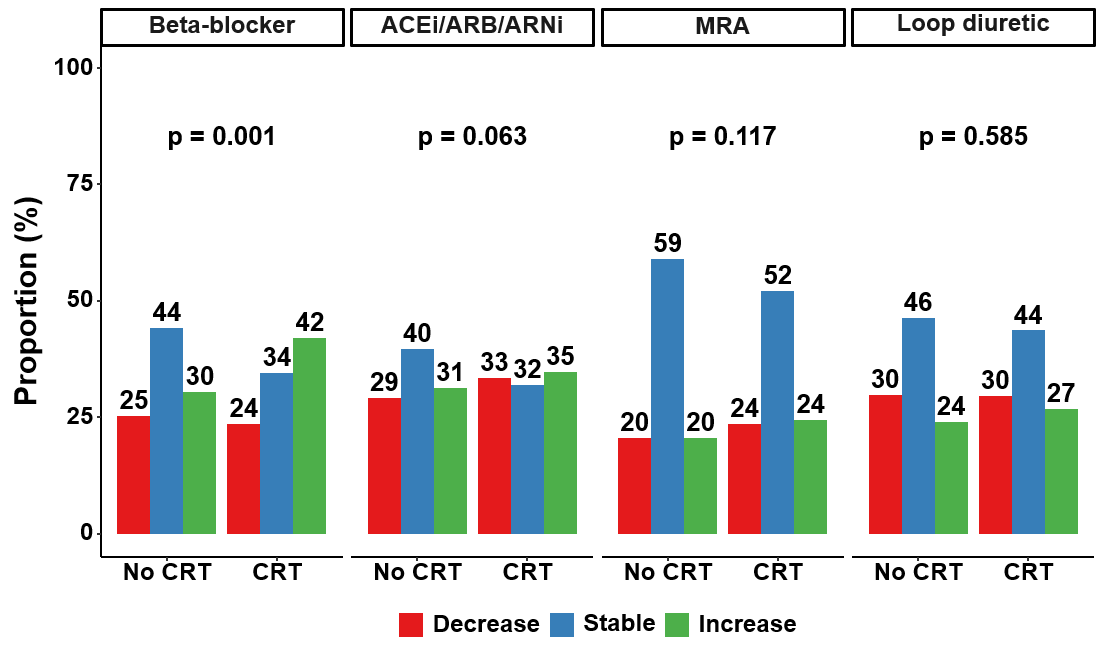 Beta-blocker ACEi/ARB/ARNi MRA Loop diuretic
100
p = 0.001 p = 0.063 p = 0.117 p = 0.585
75
50
25
0
Proportion (%)
25 44 30 24 34 42
29 40 31 33 32 35
20 59 20 24 52 24
30 46 24 30 44 27
No CRT CRT No CRT CRT No CRT CRT No CRT CRT
Decrease Stable Increase